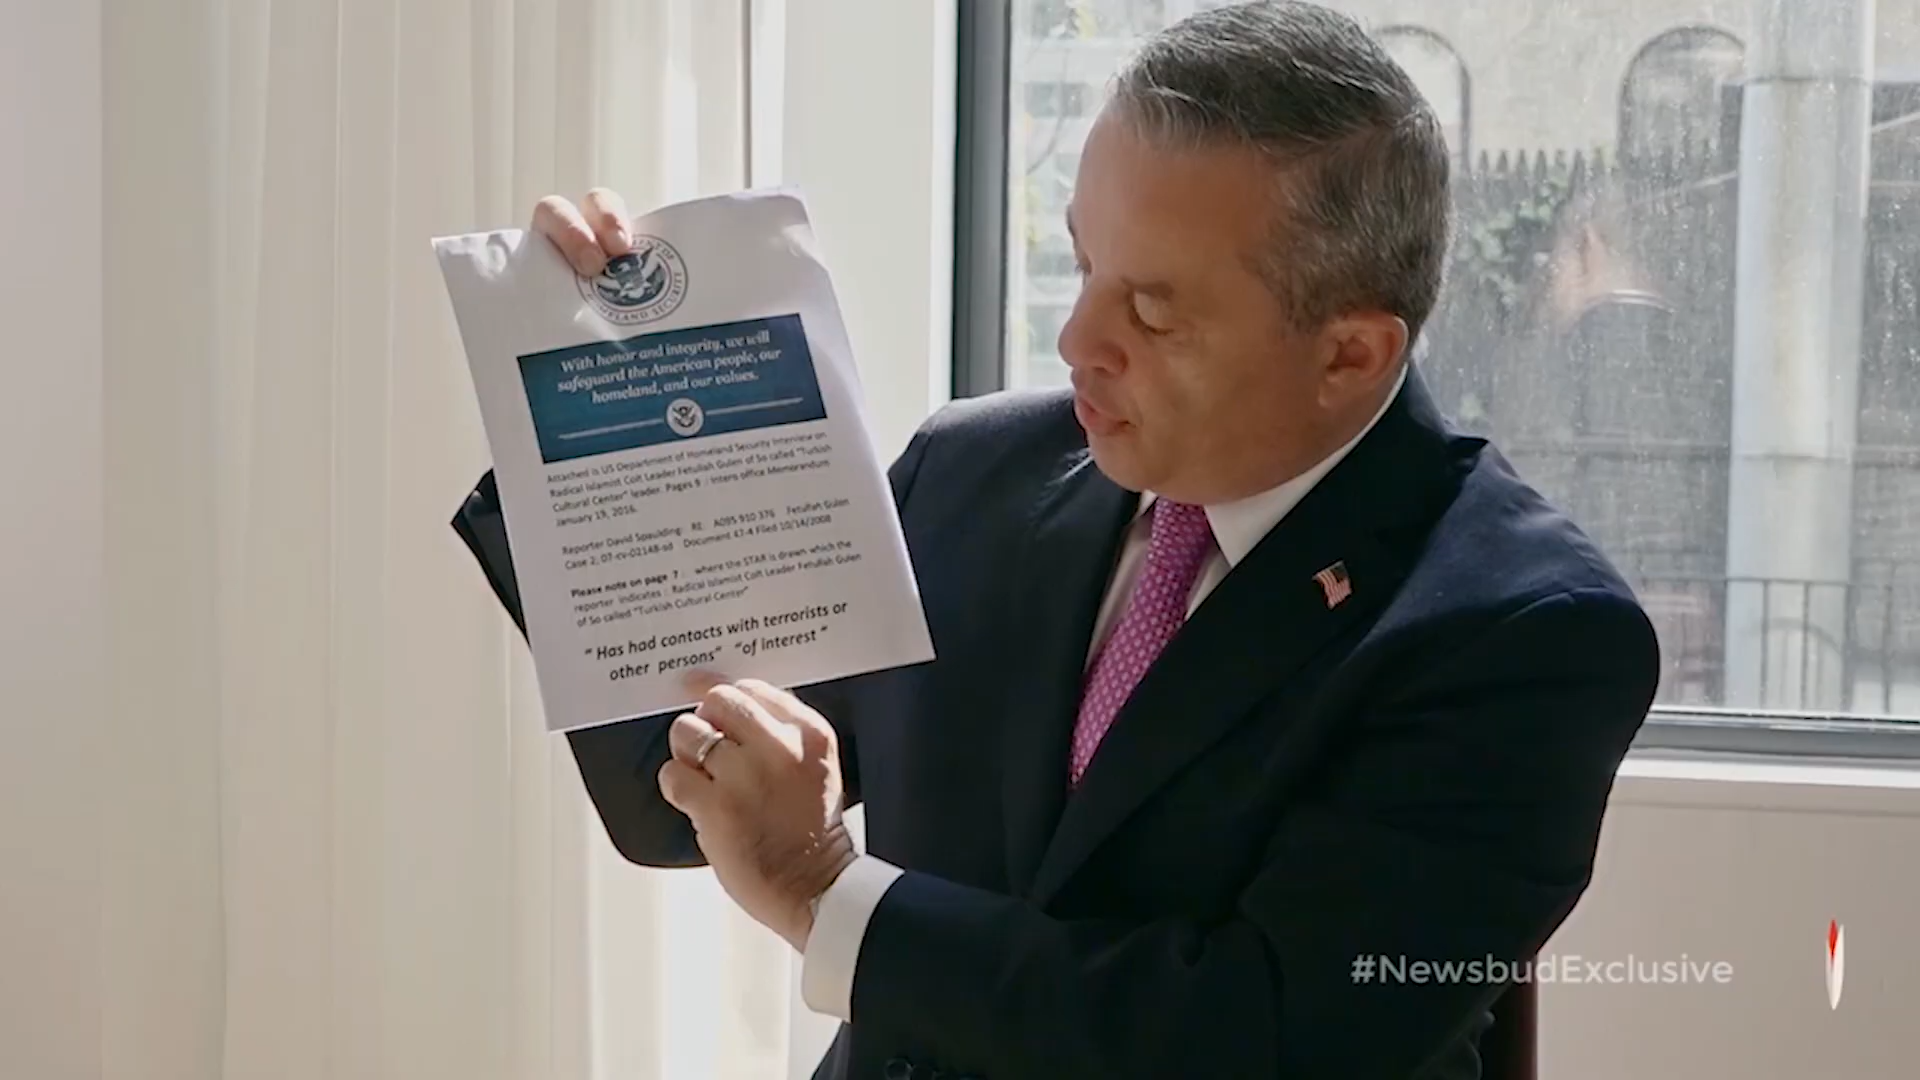 HOMELAND SECURITY
With honor and integrity, we will
safeguard the American people, our
homeland, and our values.
Attached is US Department of Homeland Security Interview on
Radical Islamist Colt Leader Fetullah Gulen of So called "Turkish
Cultural Center" leader. Pages 9 : Intero office Memorandum
January 19, 2016.
Reporter David Spaulding: RE: A095 910 376 Fetullah Gulen
Case 2; 07-cv-02148-sd Document 47-4 Filed 10/14/2008
Please note on page 7 : where the STAR is drawn which the
reporter indicates : Radical Islamist Colt Leader Fetullah Gulen
of So called "Turkish Cultural Center"
" Has had contacts with terrorists or
other persons" "of interest "
#NewsbudExclusive